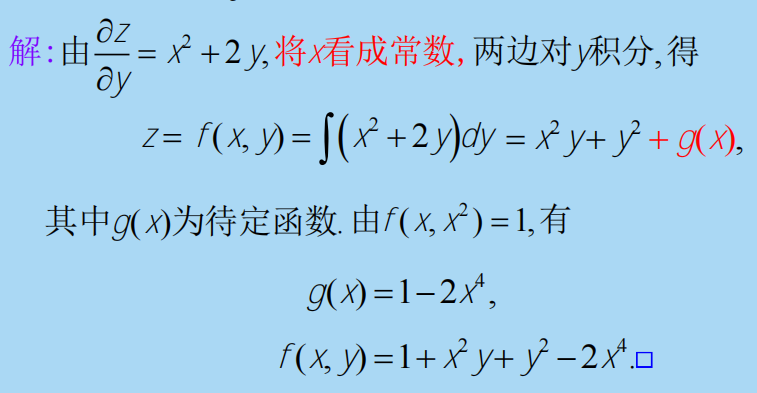 解:由∂z/∂y = x² + 2y, 将x看成常数, 两边对y积分, 得
z = f(x, y) = ∫(x² + 2y)dy = x²y + y² + g(x),
其中g(x)为待定函数. 由f(x, x²) = 1, 有
g(x) = 1 − 2x⁴,
f(x, y) = 1 + x²y + y² − 2x⁴.□